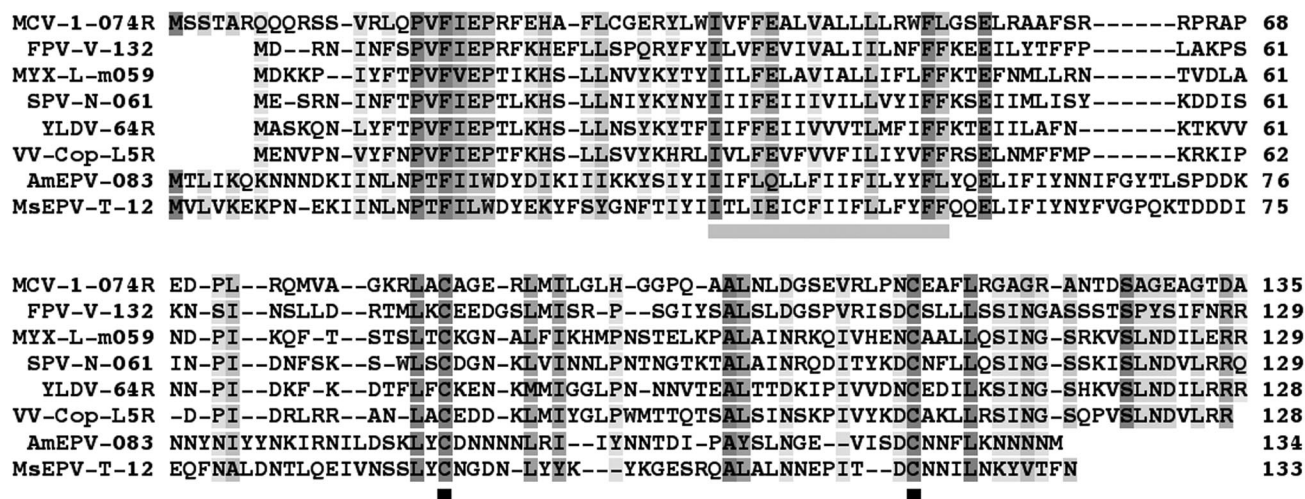 MCV-1-074R MSSTARQQQRSS-VRLQPVFIEPRFEHA-FLCGERYLWIVFFEALVALLLLRWFLGSELRAAFSR------RPRAP 68
FPV-V-132 MD--RN-INFSPVFIEPRFKHEFLLSPQRYFYILVFEVIVALIILNFFFKEEILYTFFP------LAKPS 61
MYX-L-m059 MDKKP--IYFTPVFVEPTIKHS-LLNVYKYTYIIILFELAVIALLIFLFFKTEFNMLLRN------TVDLA 61
SPV-N-061 ME-SRN-INFTPVFIEPTLKHS-LLNIYKYNYIIIIFEIIIVILLVYIFFKSEIIMLISY------KDDIS 61
YLDV-64R MASKQN-LYFTPVFIEPTLKHS-LLNSYKYTFIIFFEIIVVVTLMFIFFKTEIILAFN-------KTKVV 61
VV-Cop-L5R MENVPN-VYFNPVFIEPTFKHS-LLSVYKHRLIVLFEVFVVFILIYVFFRSELNMFFMP------KRKIP 62
AmEPV-083 MTLIKQKNNNDKIINLNPTFIIWDYDIKIIIKKYSIYIIIFLQLLFIIFVILYYFLYQELIFIYNNIFGYTLSPDDK 76
MsEPV-T-12 MVLVKEKPN-EKIINLNPTFILWDYEKYFSYGNFTIYIITLIEICFIIFLLFYFFQQELIFIYNYFVGPQKTDDDI 75
MCV-1-074R ED-PL--RQMVA--GKRLACAGE-RLMILGLH-GGPQ-AALNLDGSEVRLPNCEAFLRGAGR-ANTDSAGEAGTDA 135
FPV-V-132 KN-SI--NSLLD--RTMLKCEEDGSLMISR-P--SGIYSALSLDGSPVRISDCSLLLSSINGASSSTSPYSIFNRR 129
MYX-L-m059 ND-PI--KQF-T--STSLTCKGN-ALFIKHMPNSTELKPALAINRKQIVHENCAALLQSING-SRKVSLNDILERR 129
SPV-N-061 IN-PI--DNFSK--S-WLSCDGN-KLVINNLPNTNGTKTALAINRQDITYKDCNFLLQSING-SSKISLNDVLRRQ 129
YLDV-64R NN-PI--DKF-K--DTFLFCKEN-KMMIGGLPN-NNVTEALTTDKIPIVVDNCEDILKSING-SHKVSLNDILRRR 128
VV-Cop-L5R -D-PI--DRLRR--AN-LACEDD-KLMIYGLPWMTTQTSALSINSKPIVYKDCAKLLRSING-SQPVSLNDVLRR 128
AmEPV-083 NNYNIYYNKIRNILDSKLYCDNNNNLRI--IYNNTDI-PAYSLNGE--VISDCNNFLKNNNNM 134
MsEPV-T-12 EQFNALDNTLQEIVNSSLYCNGDN-LYYK---YKGESRQALALNNEPIT--DCNNILNKYVTFN 133